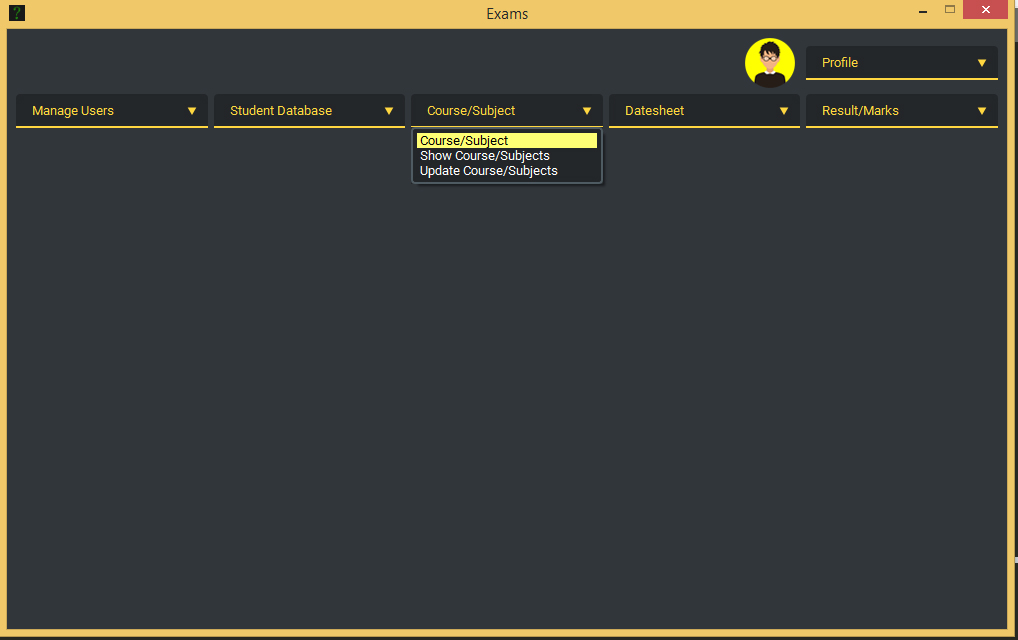 Exams
Profile
Manage Users
Student Database
Course/Subject
Datesheet
Result/Marks
Course/Subject
Show Course/Subjects
Update Course/Subjects